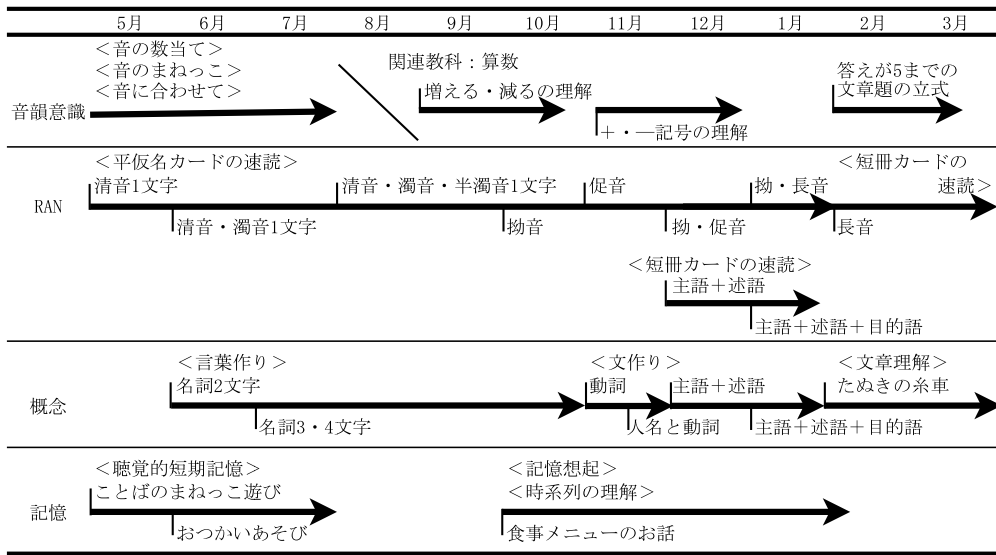 5月 6月 7月 8月 9月 10月 11月 12月 1月 2月 3月
音韻意識
＜音の数当て＞
＜音のまねっこ＞
＜音に合わせて＞
関連教科：算数
増える・減るの理解
＋・―記号の理解
答えが5までの
文章題の立式
RAN
＜平仮名カードの速読＞
清音1文字
清音・濁音1文字
清音・濁音・半濁音1文字
拗音
促音
拗・促音
拗・長音
＜短冊カードの
速読＞
長音
＜短冊カードの速読＞
主語＋述語
主語＋述語＋目的語
概念
＜言葉作り＞
名詞2文字
名詞3・4文字
＜文作り＞
動詞
人名と動詞
主語＋述語
主語＋述語＋目的語
＜文章理解＞
たぬきの糸車
記憶
＜聴覚的短期記憶＞
ことばのまねっこ遊び
おつかいあそび
＜記憶想起＞
＜時系列の理解＞
食事メニューのお話